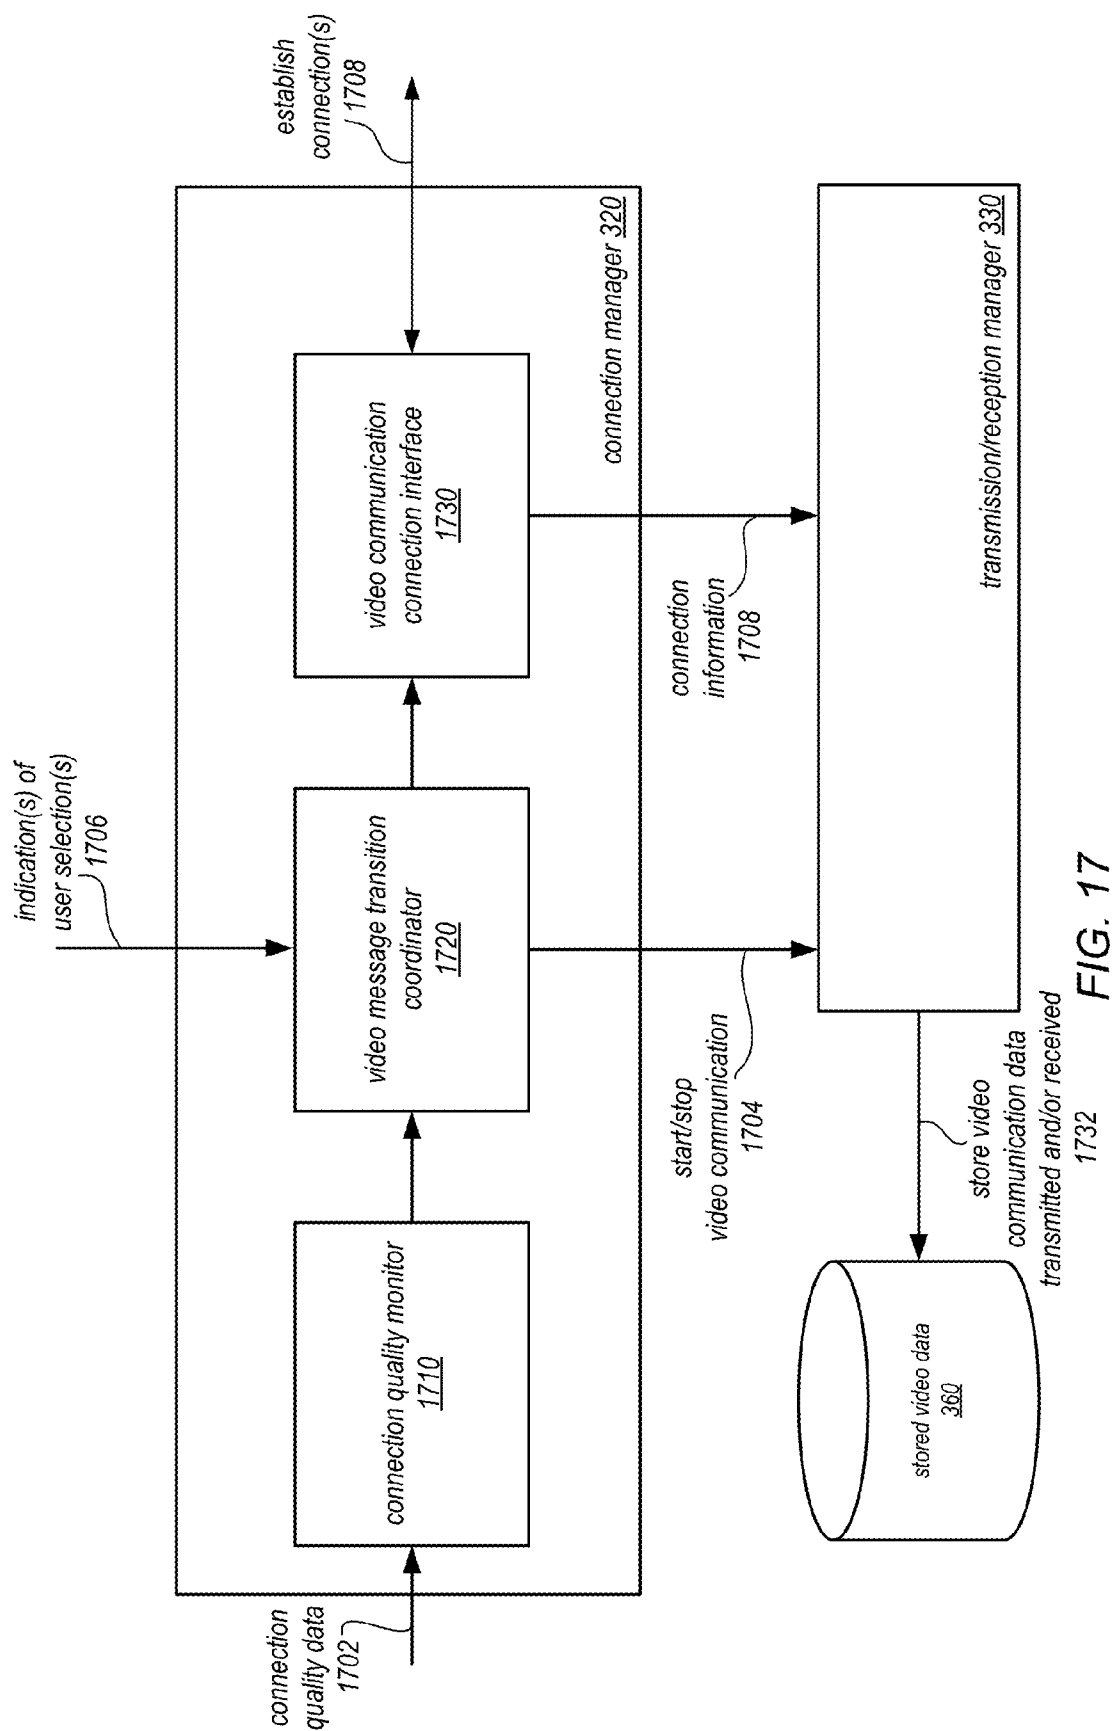 indication(s) of
user selection(s)
1706
connection
quality data
1702
connection quality monitor
1710
video message transition
coordinator
1720
video communication
connection interface
1730
establish
connection(s)
1708
connection manager 320
start/stop
video communication
1704
connection
information
1708
stored video data
360
store video
communication data
transmitted and/or received
1732
transmission/reception manager 330
FIG. 17